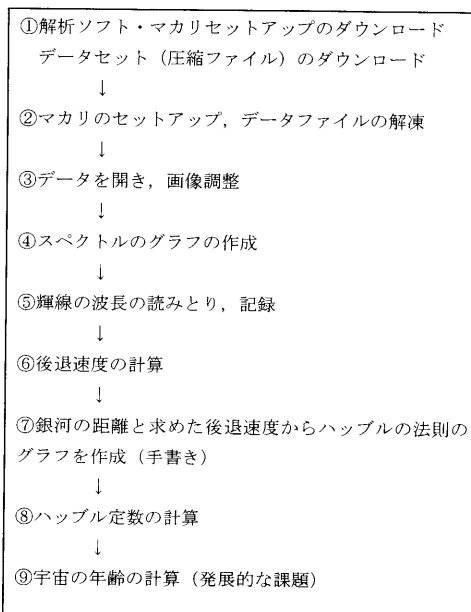 ①解析ソフト・マカリセットアップのダウンロード
データセット（圧縮ファイル）のダウンロード
↓
②マカリのセットアップ，データファイルの解凍
↓
③データを開き，画像調整
↓
④スペクトルのグラフの作成
↓
⑤輝線の波長の読みとり，記録
↓
⑥後退速度の計算
↓
⑦銀河の距離と求めた後退速度からハッブルの法則の
グラフを作成（手書き）
↓
⑧ハッブル定数の計算
↓
⑨宇宙の年齢の計算（発展的な課題）